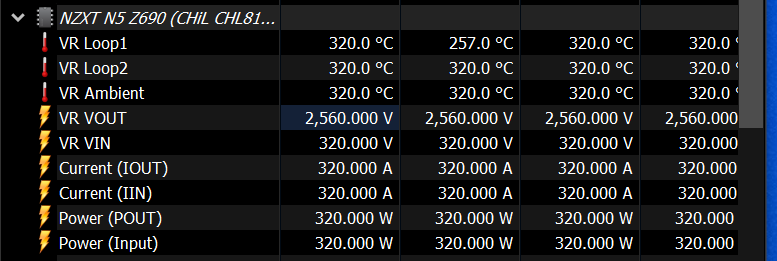 NZXT N5 Z690 (CHiL CHL81...
VR Loop1 320.0 °C 257.0 °C 320.0 °C 320.0 °
VR Loop2 320.0 °C 320.0 °C 320.0 °C 320.0 °
VR Ambient 320.0 °C 320.0 °C 320.0 °C 320.0 °
VR VOUT 2,560.000 V 2,560.000 V 2,560.000 V 2,560.000
VR VIN 320.000 V 320.000 V 320.000 V 320.000
Current (IOUT) 320.000 A 320.000 A 320.000 A 320.000
Current (IIN) 320.000 A 320.000 A 320.000 A 320.000
Power (POUT) 320.000 W 320.000 W 320.000 W 320.000
Power (Input) 320.000 W 320.000 W 320.000 W 320.000